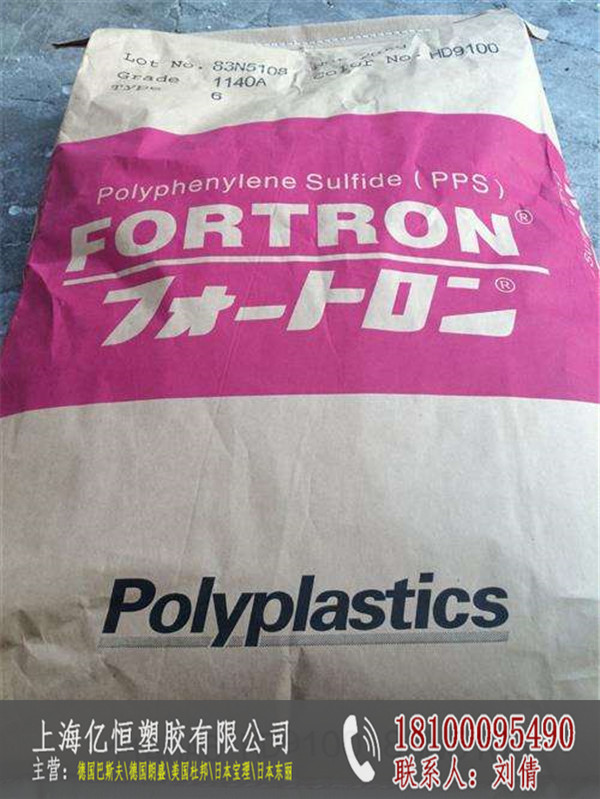 Lot No. 83N5108
Grade 1140A Color No. HD9100
Type 6
Polyphenylene Sulfide (PPS)
FORTRON®
フォートロン®
Polyplastics
上海亿恒塑胶有限公司
主营:德国巴斯夫\德国朗盛\美国杜邦\日本宝理\日本东丽
18100095490
联系人:刘倩